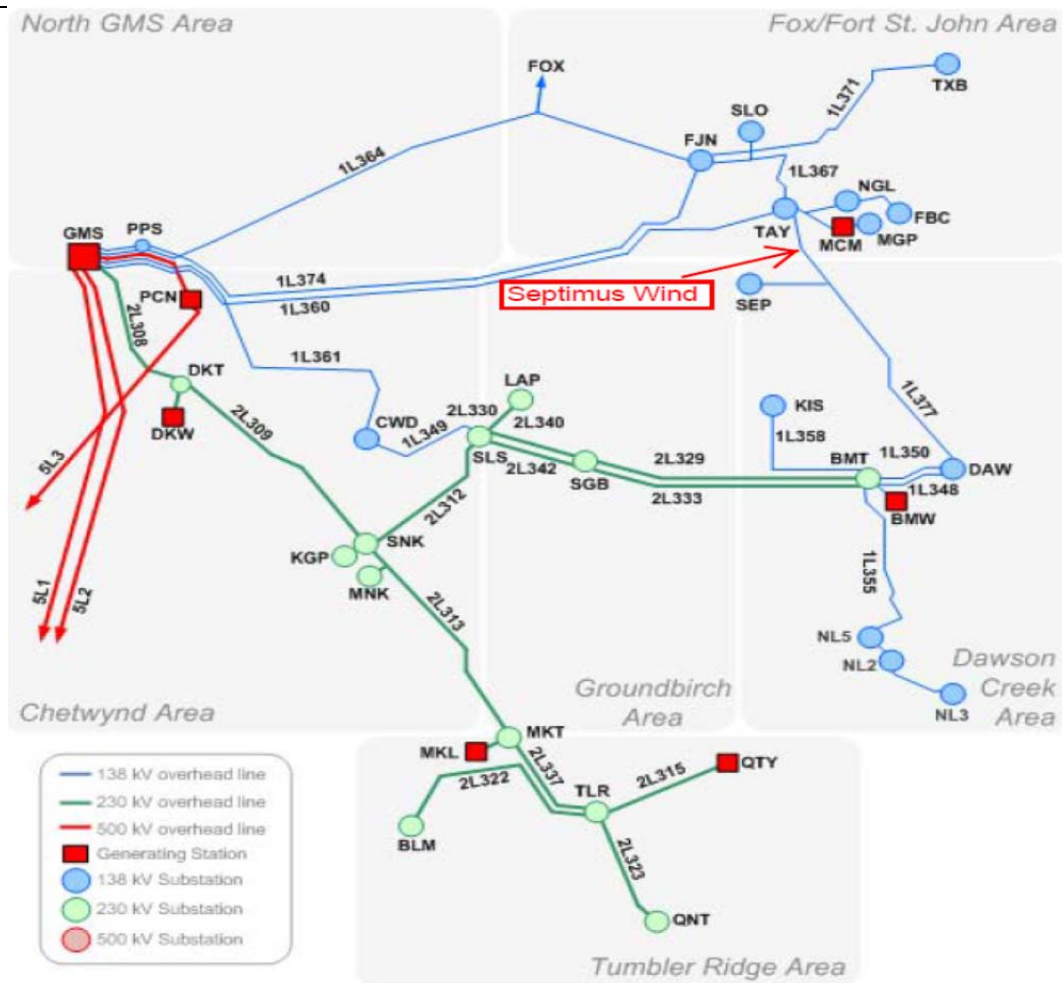 North GMS Area
Fox/Fort St. John Area
FOX
TXB
1L371
SLO
FJN
1L364
1L367
NGL
GMS
PPS
TAY
FBC
MCM
MGP
1L374
Septimus Wind
PCN
1L360
SEP
2L308
1L361
DKT
LAP
KIS
1L377
2L309
2L330
2L340
CWD
1L358
DKW
1L349
BMT
1L350
5L3
SLS
2L329
DAW
2L342
SGB
2L333
1L348
2L312
BMW
SNK
KGP
MNK
1L355
5L1
5L2
2L313
NL5
NL2
Dawson
Creek
Area
Groundbirch
Area
NL3
Chetwynd Area
MKT
MKL
QTY
138 kV overhead line
2L322
2L337
2L315
230 kV overhead line
TLR
500 kV overhead line
BLM
Generating Station
2L323
138 kV Substation
230 kV Substation
QNT
500 kV Substation
Tumbler Ridge Area